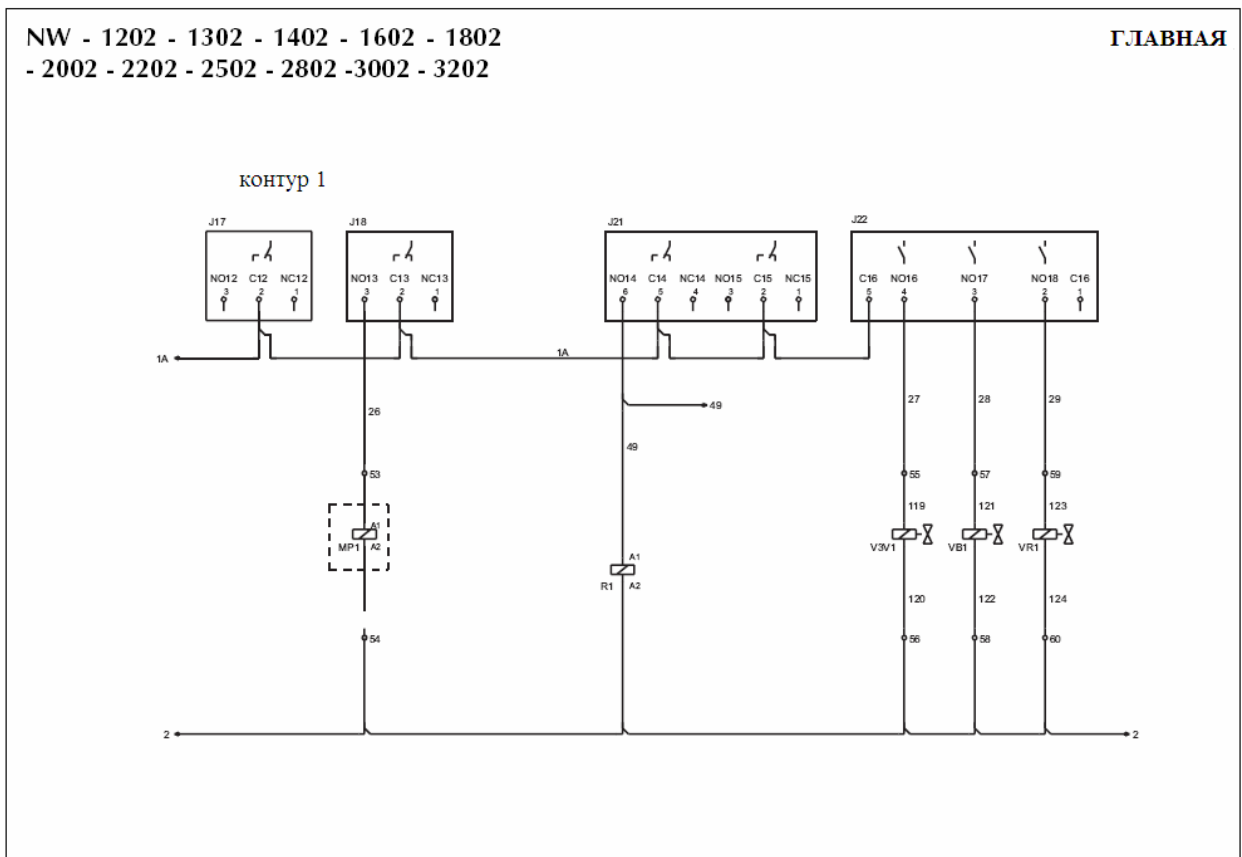 NW - 1202 - 1302 - 1402 - 1602 - 1802
ГЛАВНАЯ
- 2002 - 2202 - 2502 - 2802 -3002 - 3202
контур 1
J17 J18 J21 J22
NO12 C12 NC12 NO13 C13 NC13 NO14 C14 NC14 NO15 C15 NC15 C16 NO16 NO17 NO18 C16
3 2 1 3 2 1 6 5 4 3 2 1 5 4 3 2 1
1A 1A
26 49 27 28 29
49
53 55 57 59
119 121 123
A1
MP1 A2 V3V1 VB1 VR1
A1
R1 A2
120 122 124
54 56 58 60
2 2